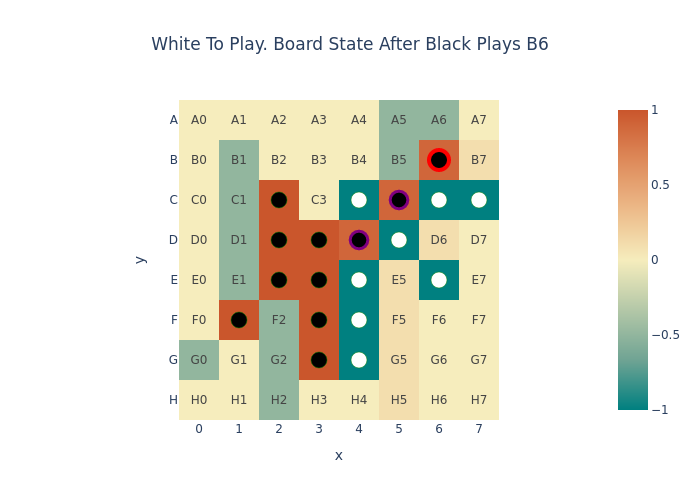 White To Play. Board State After Black Plays B6
A A0 A1 A2 A3 A4 A5 A6 A7
B B0 B1 B2 B3 B4 B5 B7
C C0 C1 C3
D D0 D1 D6 D7
E E0 E1 E5 E7
F F0 F2 F5 F6 F7
G G0 G1 G2 G5 G6 G7
H H0 H1 H2 H3 H4 H5 H6 H7
0 1 2 3 4 5 6 7
x
y
1
0.5
0
−0.5
−1